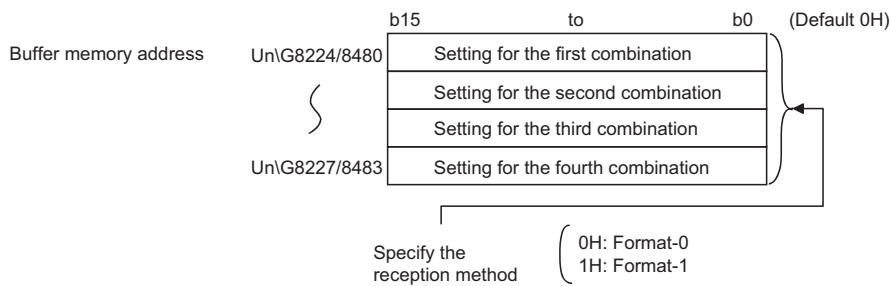 b15 to b0 (Default 0H)
Buffer memory address Un\G8224/8480 Setting for the first combination
Setting for the second combination
Setting for the third combination
Un\G8227/8483 Setting for the fourth combination
Specify the
reception method
0H: Format-0
1H: Format-1